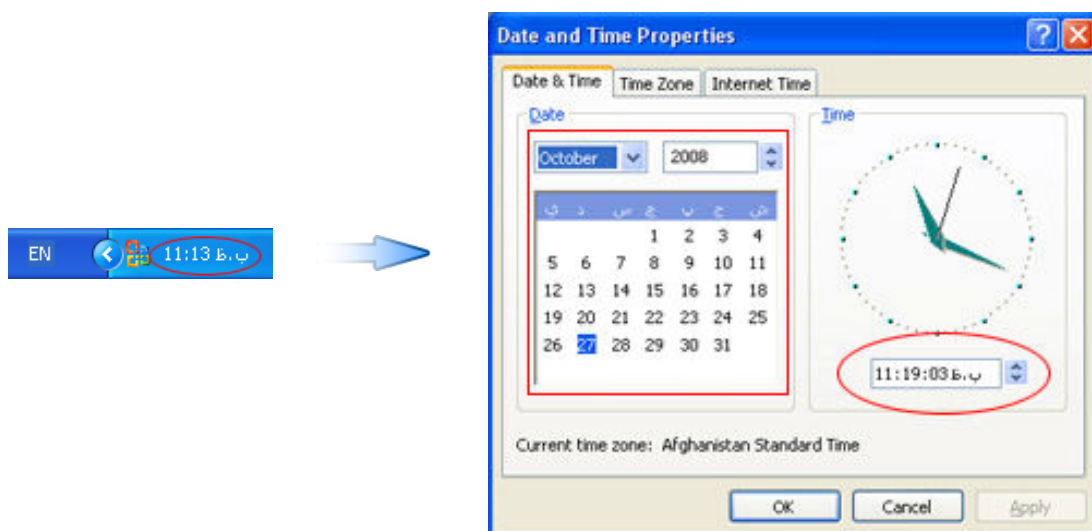 EN
11:13 ب.ظ
Date and Time Properties
Date & Time Time Zone Internet Time
Date
October 2008
ي د س چ پ ج ش
1 2 3 4
5 6 7 8 9 10 11
12 13 14 15 16 17 18
19 20 21 22 23 24 25
26 27 28 29 30 31
Time
11:19:03 ب.ظ
Current time zone: Afghanistan Standard Time
OK Cancel Apply